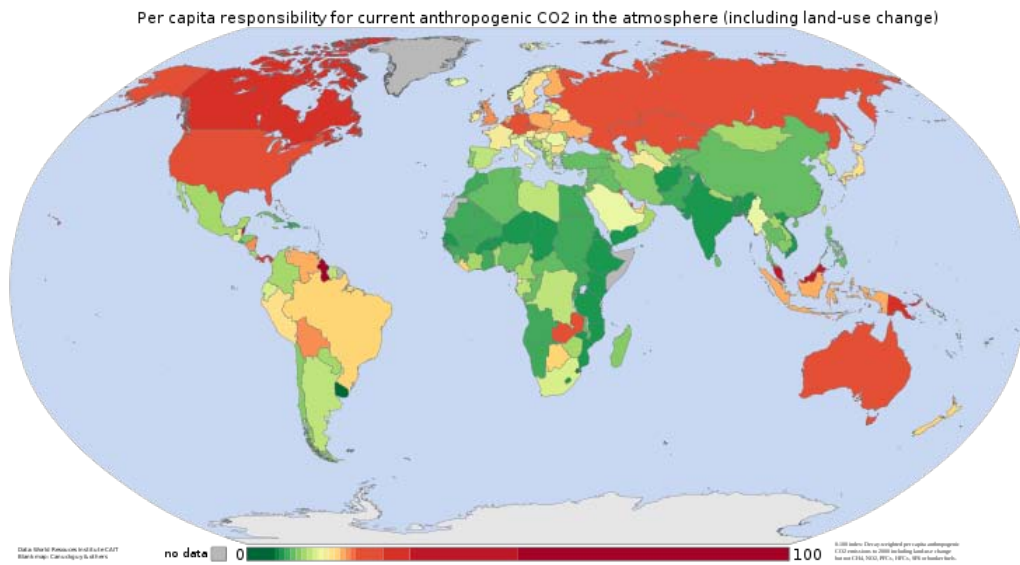 Per capita responsibility for current anthropogenic CO2 in the atmosphere (including land-use change)
Data: World Resources Institute CAIT
Blank map: Canuckguy & others
no data
0
100
0-100 index: Decay-weighted per capita anthropogenic
CO2 emissions to 2000 including land use change
but not CH4, NO2, PFCs, HFCs, SF6 or bunker fuels.